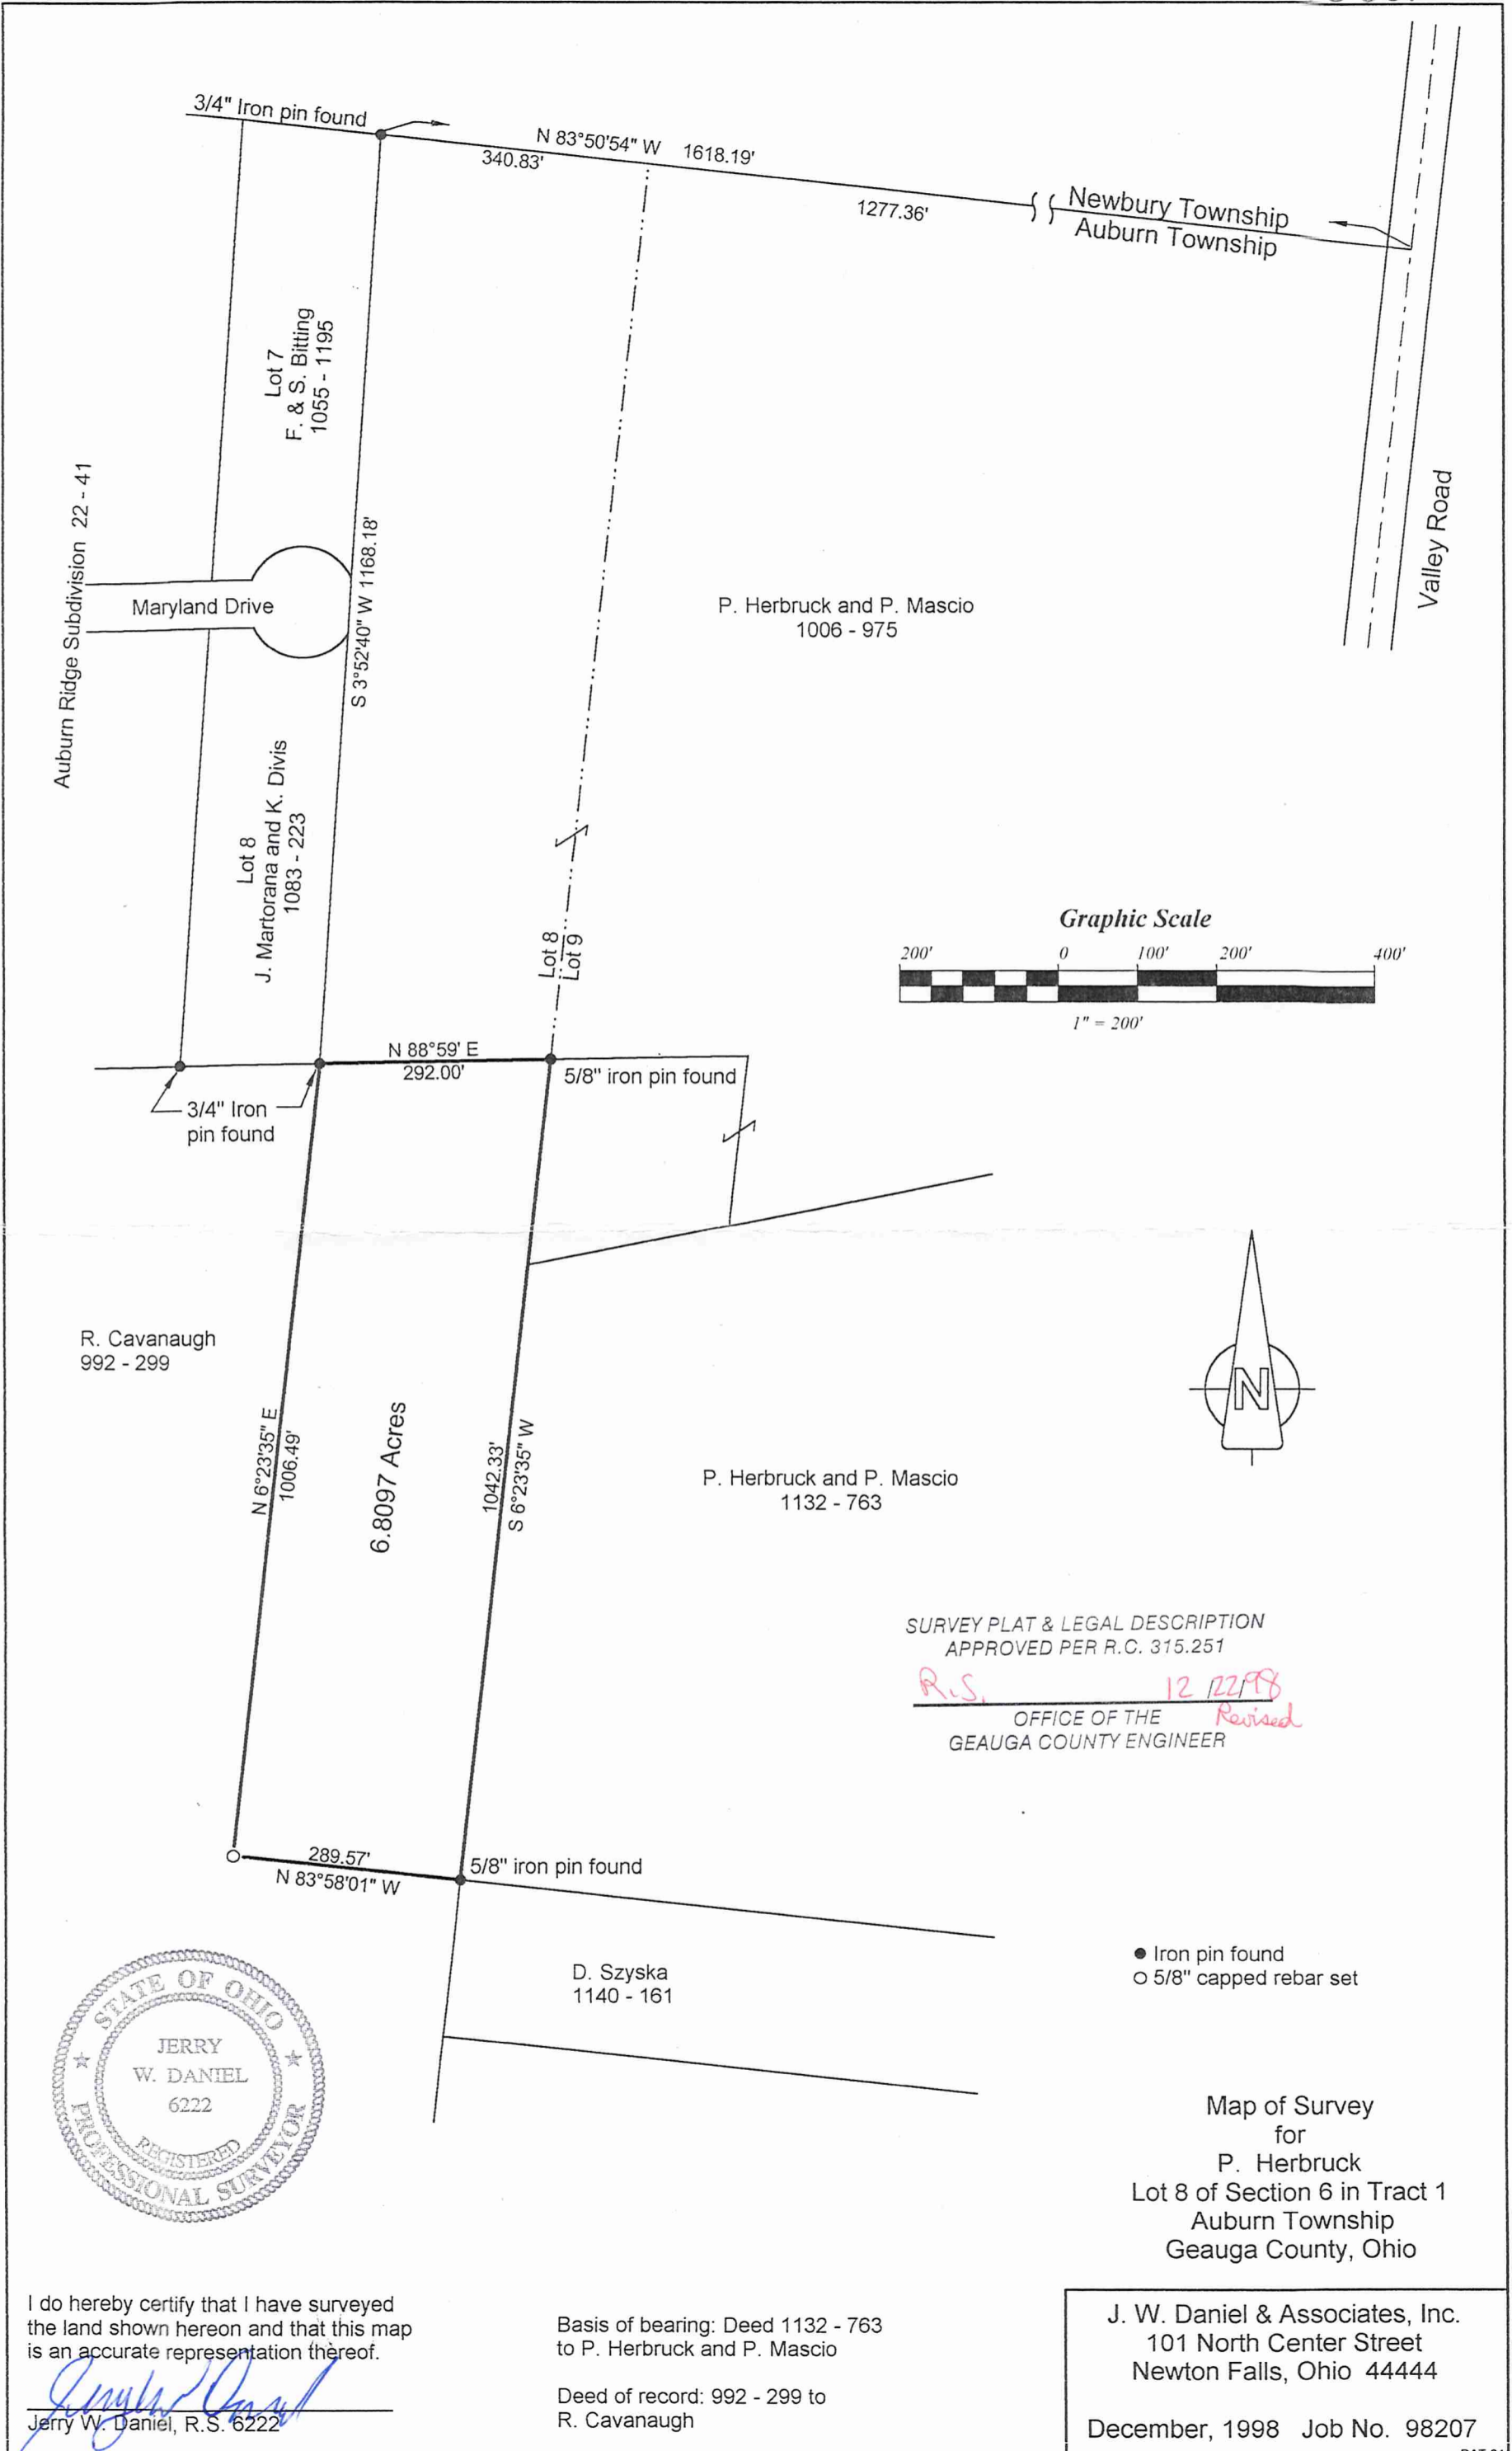 3/4" Iron pin found
N 83°50'54" W 1618.19'
340.83'
1277.36'
Newbury Township
Auburn Township
Lot 7
F. & S. Bitting
1055 - 1195
Auburn Ridge Subdivision 22 - 41
Maryland Drive
S 3°52'40" W 1168.18'
P. Herbruck and P. Mascio
1006 - 975
Valley Road
Lot 8
J. Martorana and K. Divis
1083 - 223
Lot 8
Lot 9
Graphic Scale
200' 0 100' 200' 400'
1" = 200'
N 88°59' E
292.00'
5/8" iron pin found
3/4" Iron
pin found
R. Cavanaugh
992 - 299
N
N 6°23'35" E
1006.49'
6.8097 Acres
1042.33'
S 6°23'35" W
P. Herbruck and P. Mascio
1132 - 763
SURVEY PLAT & LEGAL DESCRIPTION
APPROVED PER R.C. 315.251
R.S. 12/22/98
Revised
OFFICE OF THE
GEAUGA COUNTY ENGINEER
289.57'
N 83°58'01" W
5/8" iron pin found
D. Szyska
1140 - 161
Iron pin found
5/8" capped rebar set
STATE OF OHIO
JERRY
W. DANIEL
6222
REGISTERED
PROFESSIONAL SURVEYOR
Map of Survey
for
P. Herbruck
Lot 8 of Section 6 in Tract 1
Auburn Township
Geauga County, Ohio
I do hereby certify that I have surveyed
the land shown hereon and that this map
is an accurate representation thereof.
Jerry W. Daniel, R.S. 6222
Basis of bearing: Deed 1132 - 763
to P. Herbruck and P. Mascio
Deed of record: 992 - 299 to
R. Cavanaugh
J. W. Daniel & Associates, Inc.
101 North Center Street
Newton Falls, Ohio 44444
December, 1998 Job No. 98207